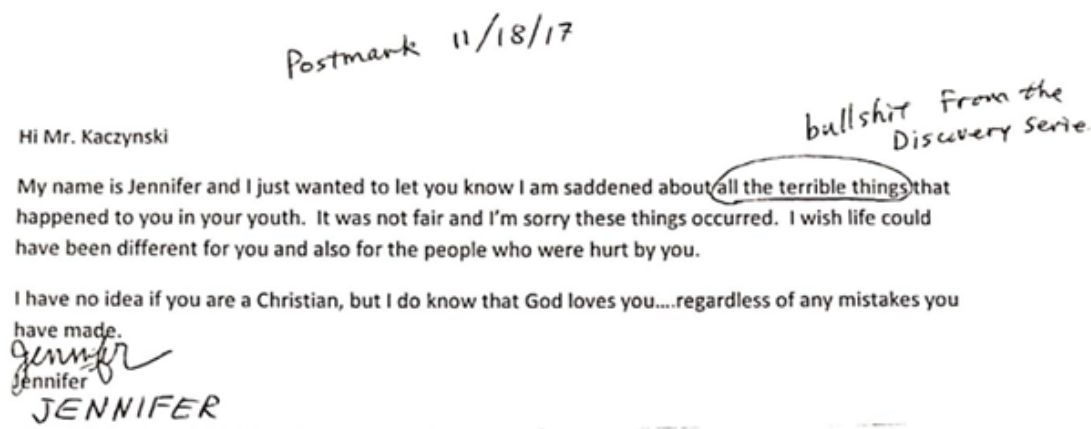 Postmark 11/18/17
bullshit From the
Discovery Serie
Hi Mr. Kaczynski
My name is Jennifer and I just wanted to let you know I am saddened about all the terrible things that
happened to you in your youth.  It was not fair and I'm sorry these things occurred.  I wish life could
have been different for you and also for the people who were hurt by you.
I have no idea if you are a Christian, but I do know that God loves you....regardless of any mistakes you
have made.
Jennifer
Jennifer
JENNIFER